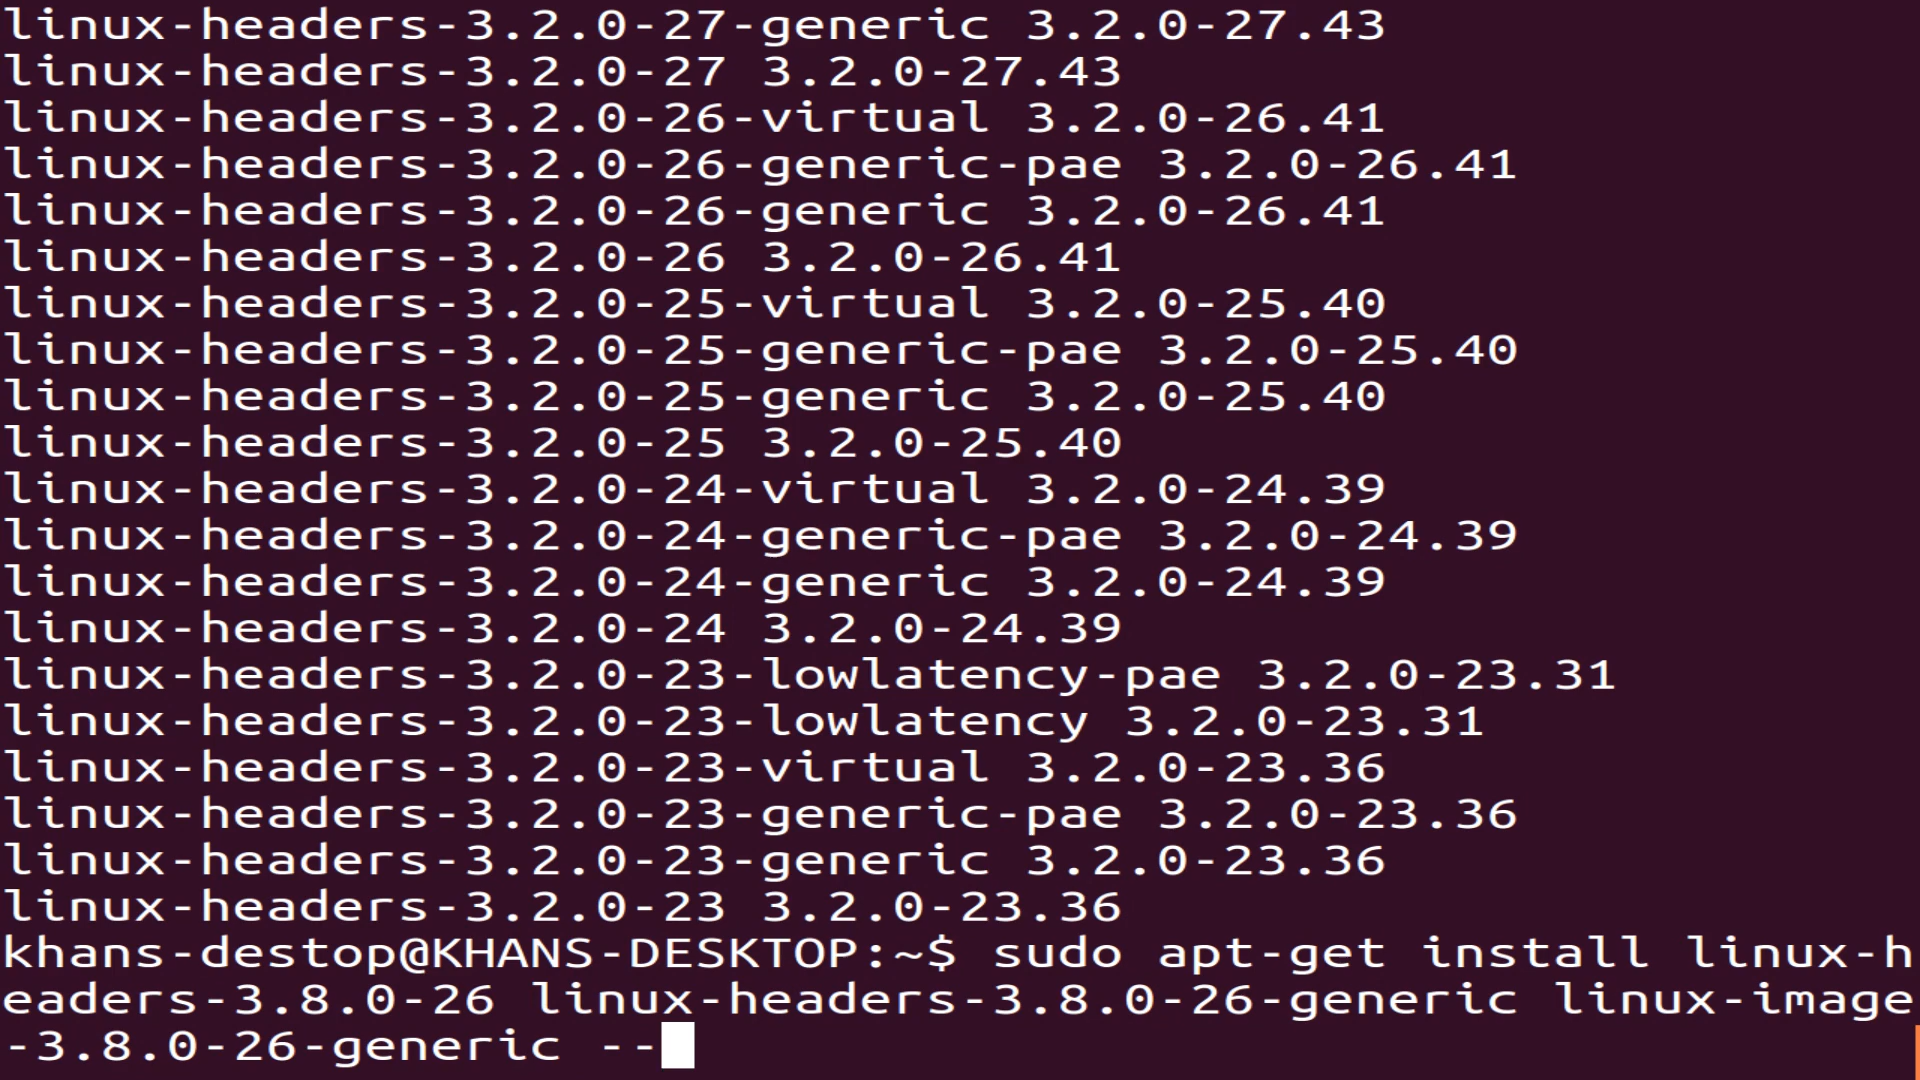 linux-headers-3.2.0-27-generic 3.2.0-27.43
linux-headers-3.2.0-27 3.2.0-27.43
linux-headers-3.2.0-26-virtual 3.2.0-26.41
linux-headers-3.2.0-26-generic-pae 3.2.0-26.41
linux-headers-3.2.0-26-generic 3.2.0-26.41
linux-headers-3.2.0-26 3.2.0-26.41
linux-headers-3.2.0-25-virtual 3.2.0-25.40
linux-headers-3.2.0-25-generic-pae 3.2.0-25.40
linux-headers-3.2.0-25-generic 3.2.0-25.40
linux-headers-3.2.0-25 3.2.0-25.40
linux-headers-3.2.0-24-virtual 3.2.0-24.39
linux-headers-3.2.0-24-generic-pae 3.2.0-24.39
linux-headers-3.2.0-24-generic 3.2.0-24.39
linux-headers-3.2.0-24 3.2.0-24.39
linux-headers-3.2.0-23-lowlatency-pae 3.2.0-23.31
linux-headers-3.2.0-23-lowlatency 3.2.0-23.31
linux-headers-3.2.0-23-virtual 3.2.0-23.36
linux-headers-3.2.0-23-generic-pae 3.2.0-23.36
linux-headers-3.2.0-23-generic 3.2.0-23.36
linux-headers-3.2.0-23 3.2.0-23.36
khans-destop@KHANS-DESKTOP:~$ sudo apt-get install linux-h
eaders-3.8.0-26 linux-headers-3.8.0-26-generic linux-image
-3.8.0-26-generic --